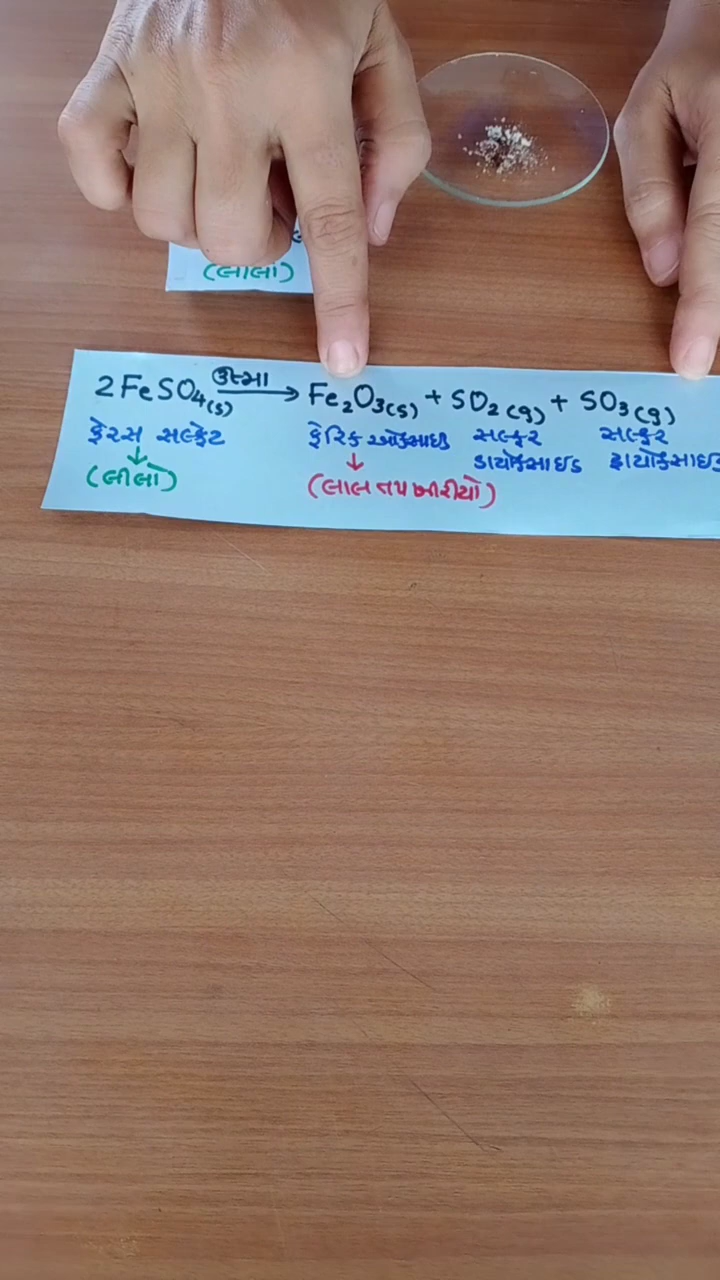 (લીલો)
2FeSO₄(s) ઉષ્મા → Fe₂O₃(s) + SO₂(g) + SO₃(g)
ફેરસ સલ્ફેટ ફેરિક ઓક્સાઇડ સલ્ફર સલ્ફર
↓ ↓ ડાયોક્સાઇડ ટ્રાયોક્સાઇડ
(લીલો) (લાલ તપખીરીયો)